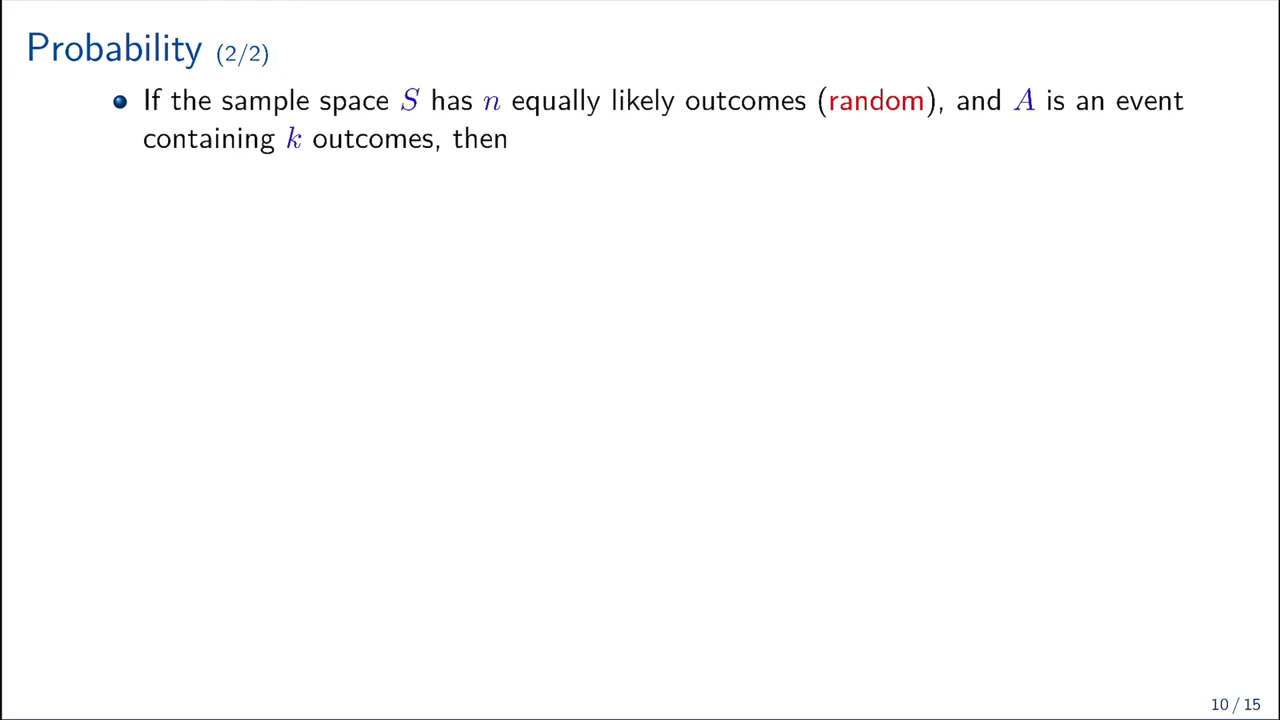 Probability (2/2)
If the sample space S has n equally likely outcomes (random), and A is an event
containing k outcomes, then
10 / 15